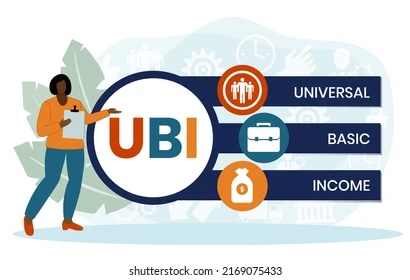 UBI
UNIVERSAL
BASIC
INCOME
shutterstock.com · 2169075433